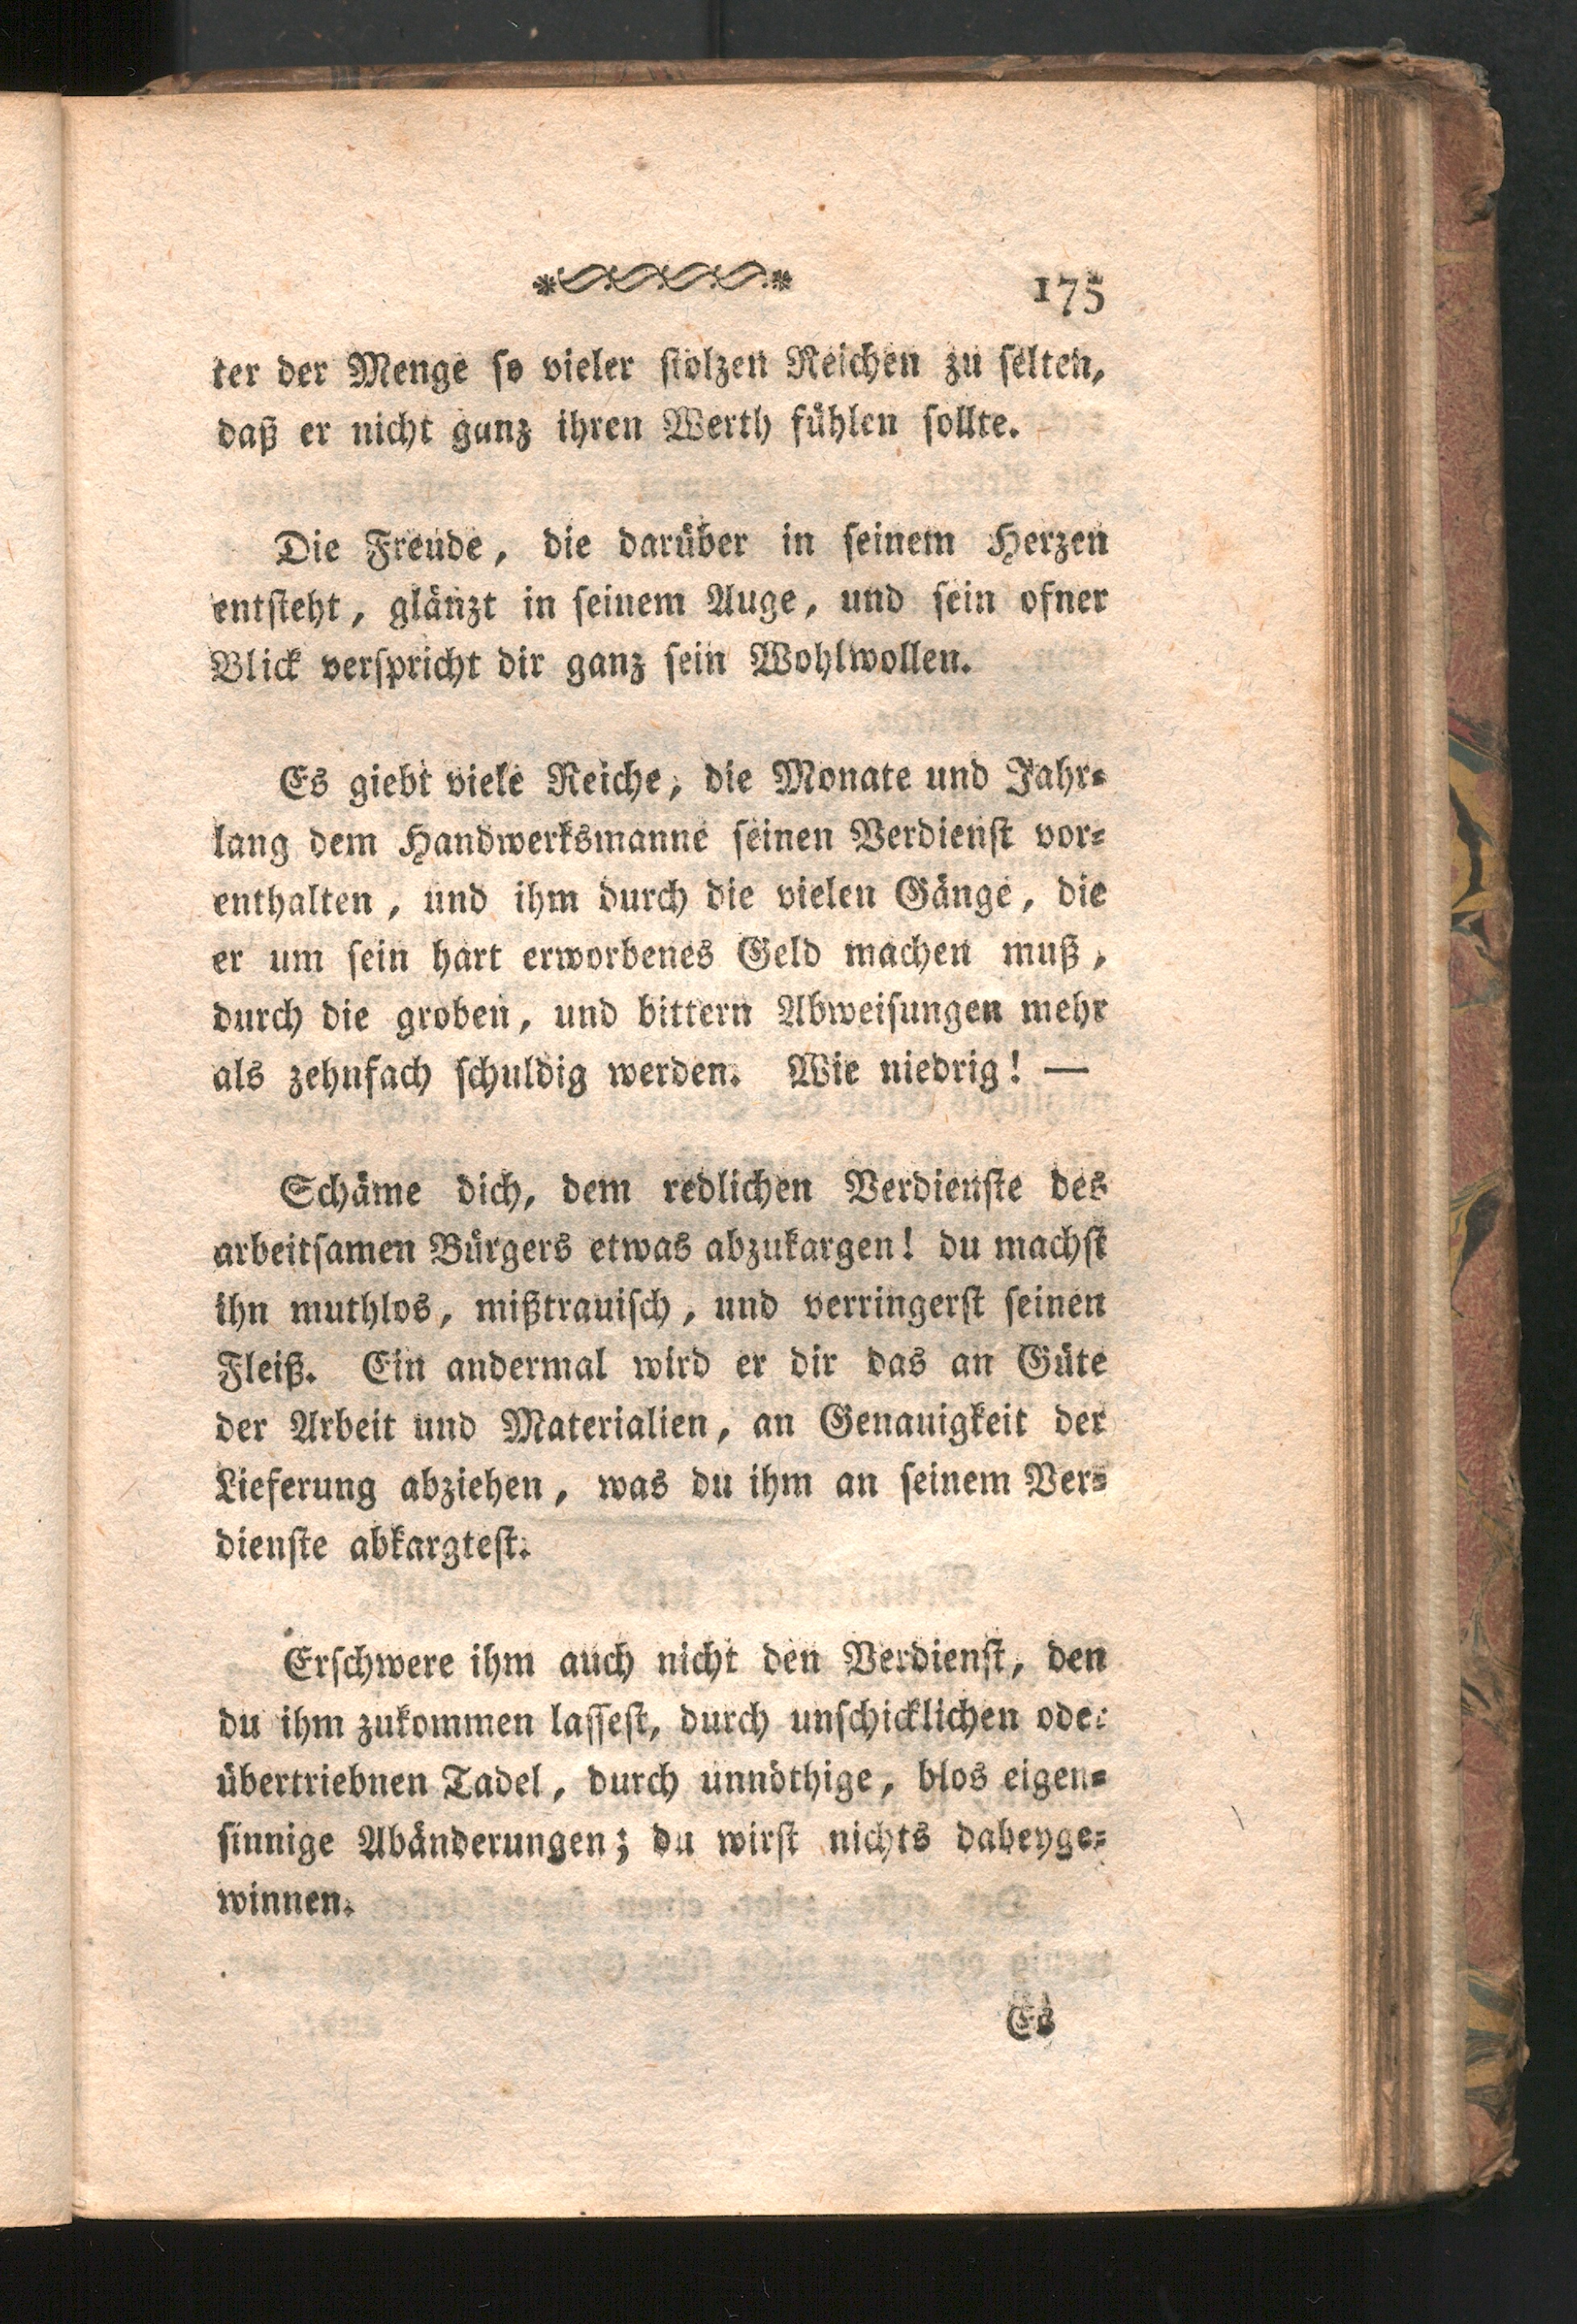 175
ter der Menge so vieler stolzen Reichen zu selten,
daß er nicht ganz ihren Werth fühlen sollte.
Die Freude, die darüber in seinem Herzen
entsteht, glänzt in seinem Auge, und sein ofner
Blick verspricht dir ganz sein Wohlwollen.
Es giebt viele Reiche, die Monate und Jahr-
lang dem Handwerksmanne seinen Verdienst vor-
enthalten, und ihm durch die vielen Gänge, die
er um sein hart erworbenes Geld machen muß,
durch die groben, und bittern Abweisungen mehr
als zehnfach schuldig werden. Wie niedrig! —
Schäme dich, dem redlichen Verdienste des
arbeitsamen Bürgers etwas abzukargen! du machst
ihn muthlos, mißtrauisch, und verringerst seinen
Fleiß. Ein andermal wird er dir das an Güte
der Arbeit und Materialien, an Genauigkeit der
Lieferung abziehen, was du ihm an seinem Ver-
dienste abkargtest.
Erschwere ihm auch nicht den Verdienst, den
du ihm zukommen lassest, durch unschicklichen oder
übertriebnen Tadel, durch unnöthige, blos eigen-
sinnige Abänderungen; du wirst nichts dabeyge-
winnen.
Es